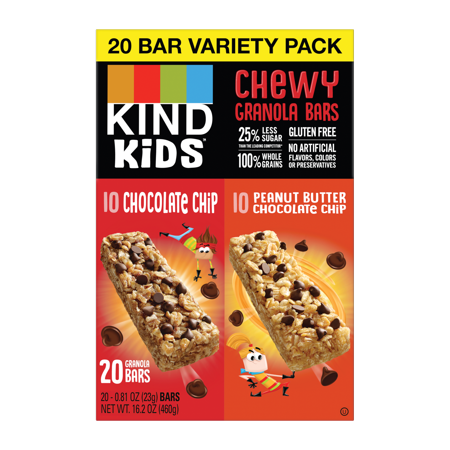 20 BAR VARIETY PACK
KIND
KiDS
CHEWY
GRANOLA BARS
25% LESS SUGAR
THAN THE LEADING COMPETITOR*
100% WHOLE GRAINS
GLUTEN FREE
NO ARTIFICIAL
FLAVORS, COLORS
OR PRESERVATIVES
10 CHOCOLATE CHIP
10 PEANUT BUTTER
CHOCOLATE CHIP
20 GRANOLA BARS
20 - 0.81 OZ (23g) BARS
NET WT. 16.2 OZ (460g)